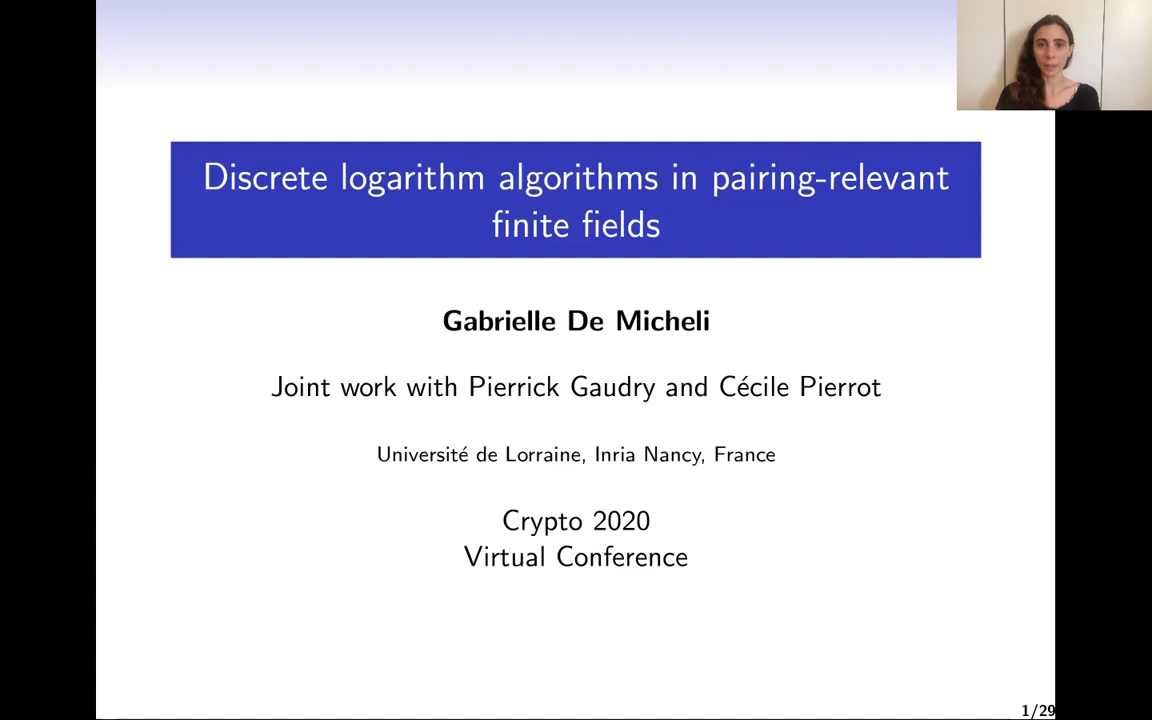 Discrete logarithm algorithms in pairing-relevant
finite fields
Gabrielle De Micheli
Joint work with Pierrick Gaudry and Cécile Pierrot
Université de Lorraine, Inria Nancy, France
Crypto 2020
Virtual Conference
1/29